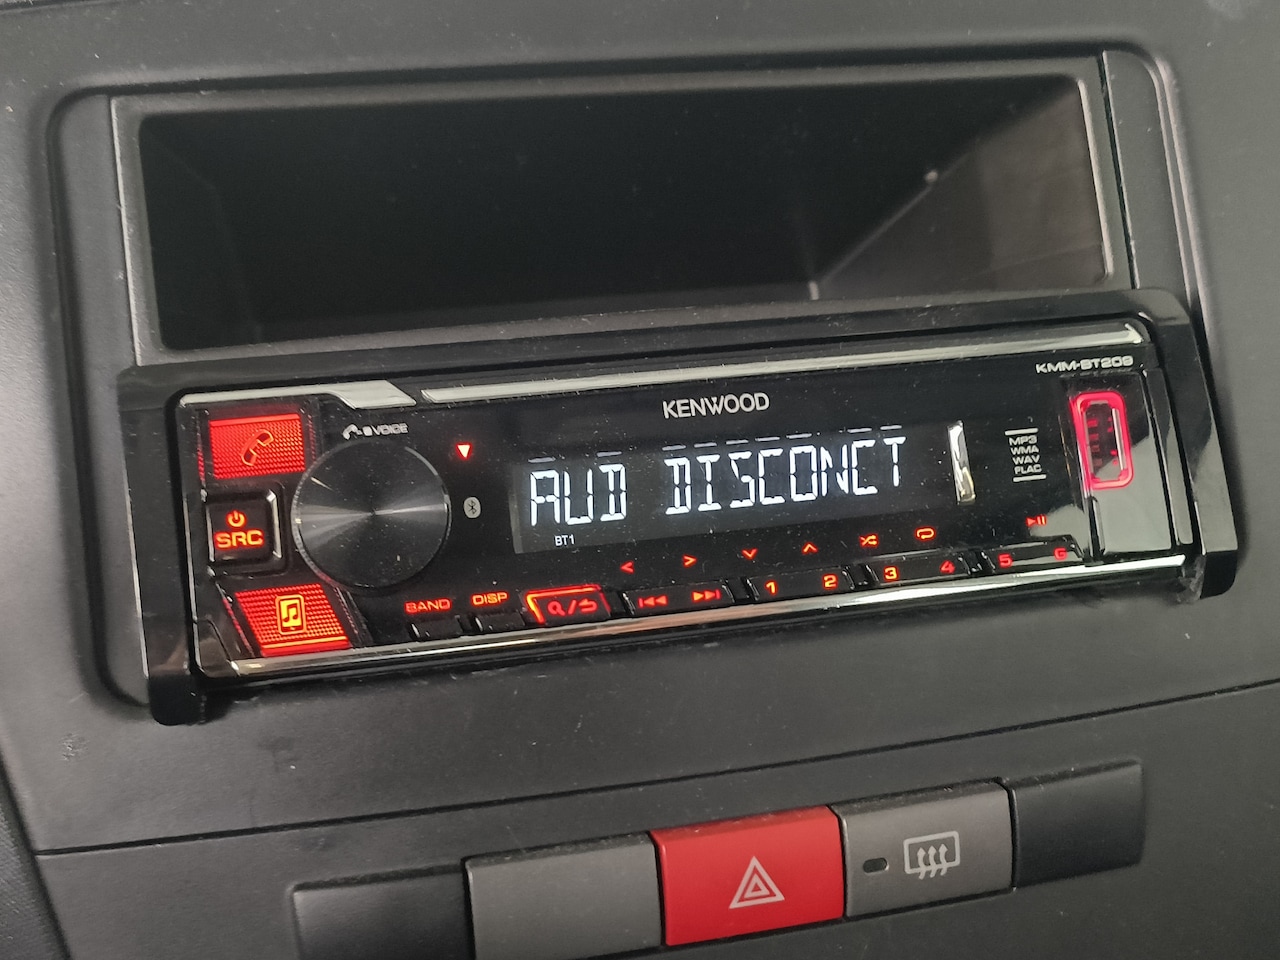 KENWOOD
KMM-BT209
VOICE
AUD DISCONCT
BT1
MP3
WMA
WAV
FLAC
SRC
BAND
DISP
1
2
3
4
5
6